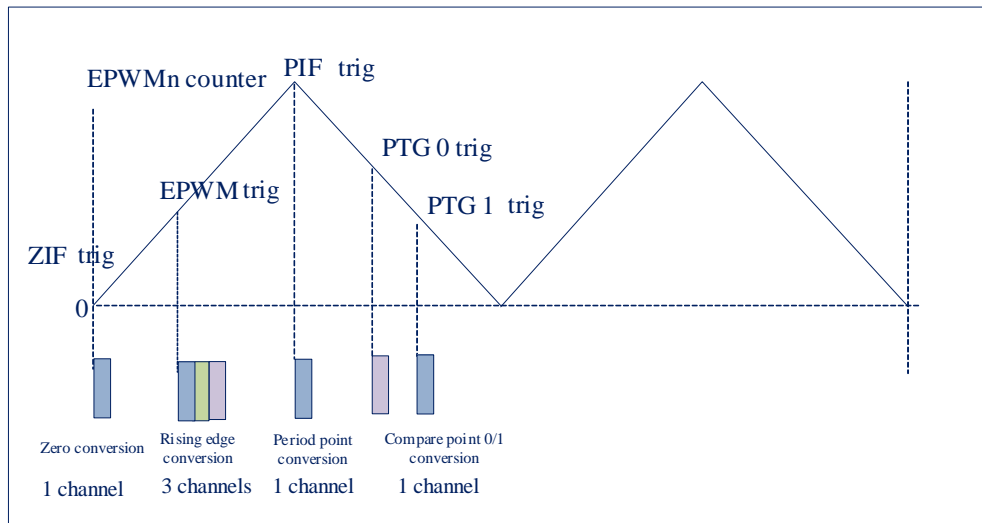 EPWMn counter
PIF trig
PTG 0 trig
EPWM trig
PTG 1 trig
ZIF trig
0
Zero conversion
Rising edge
conversion
Period point
conversion
Compare point 0/1
conversion
1 channel
3 channels
1 channel
1 channel